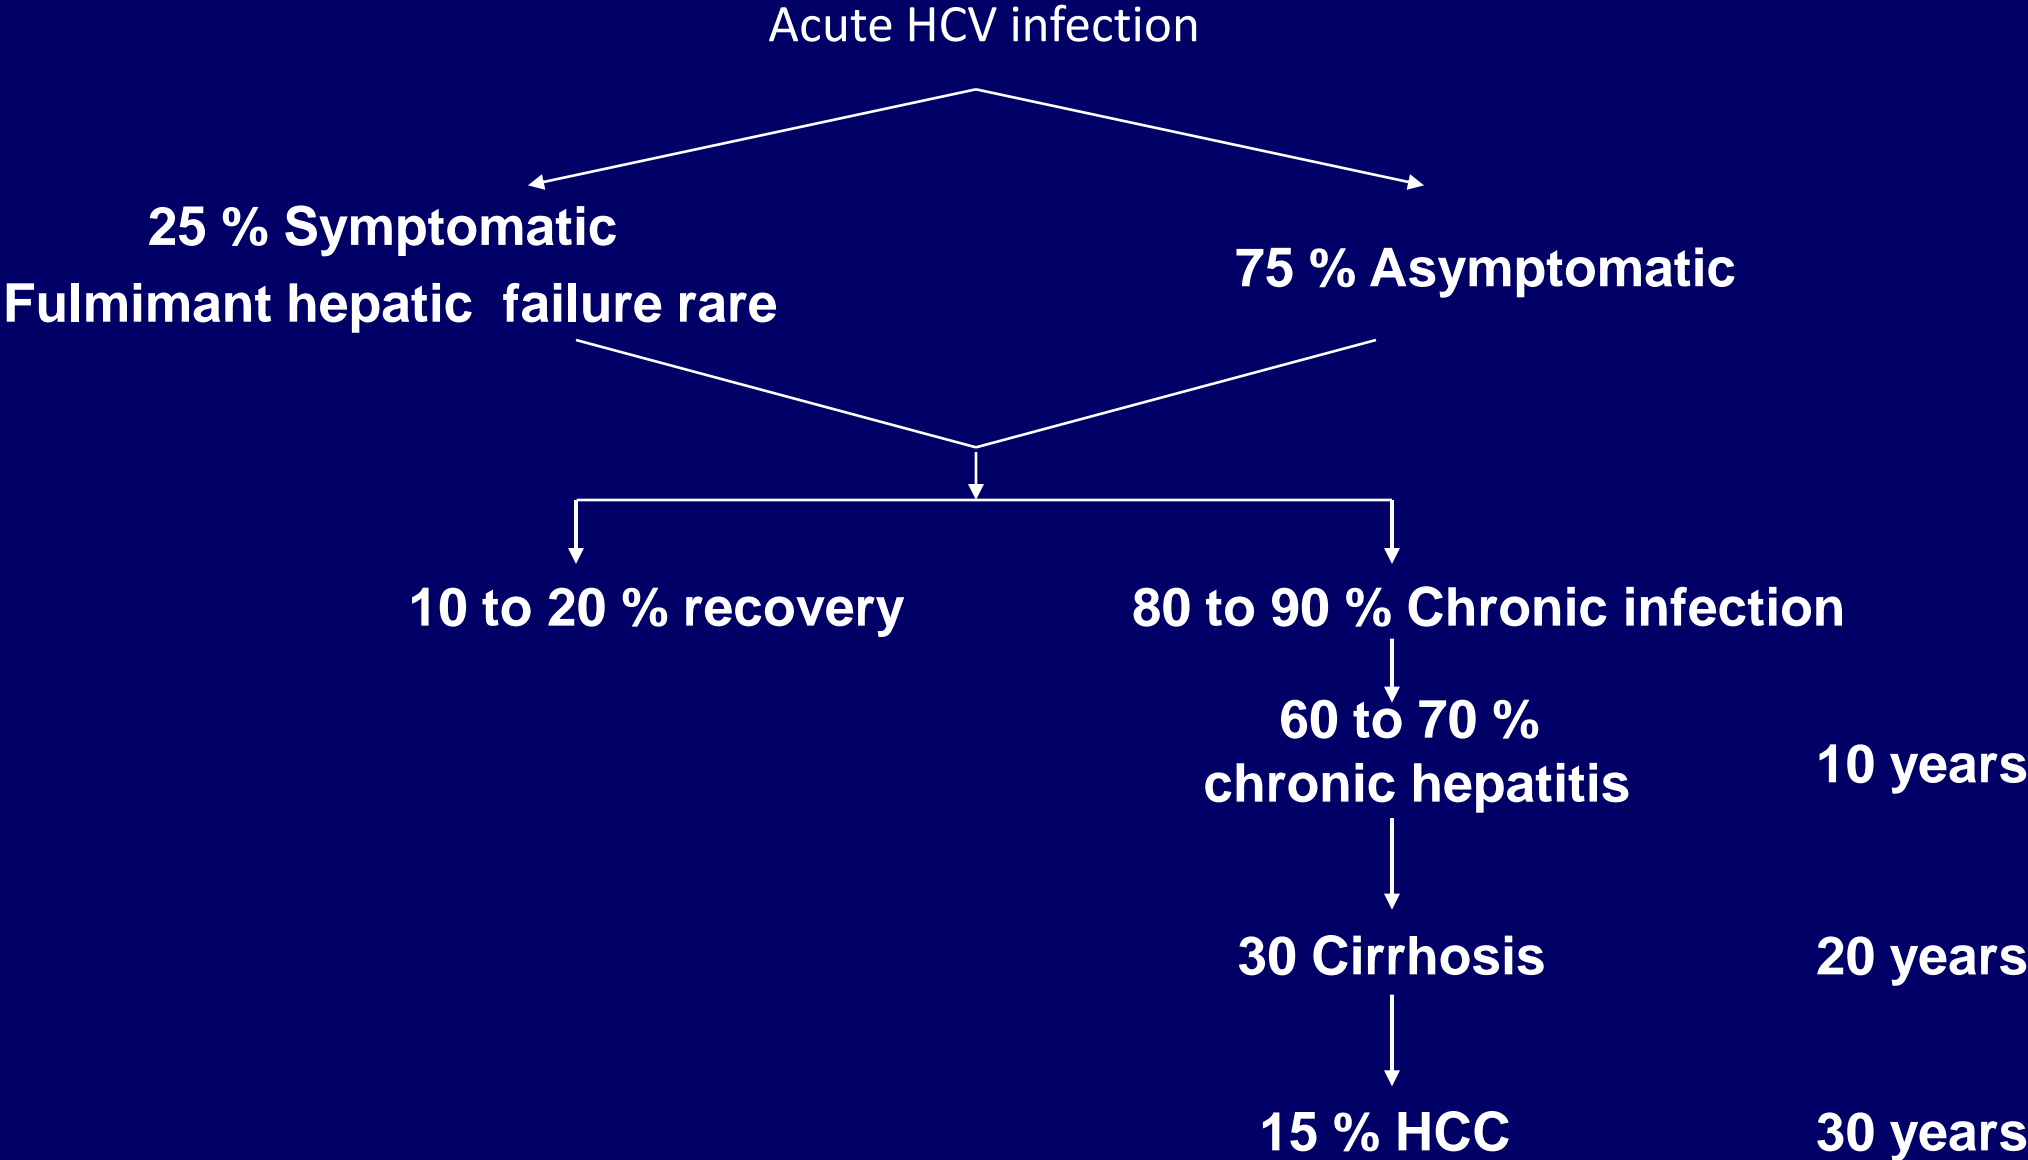 Acute HCV infection
25 % Symptomatic
Fulmimant hepatic failure rare
75 % Asymptomatic
10 to 20 % recovery
80 to 90 % Chronic infection
60 to 70 %
chronic hepatitis
10 years
30 Cirrhosis
20 years
15 % HCC
30 years